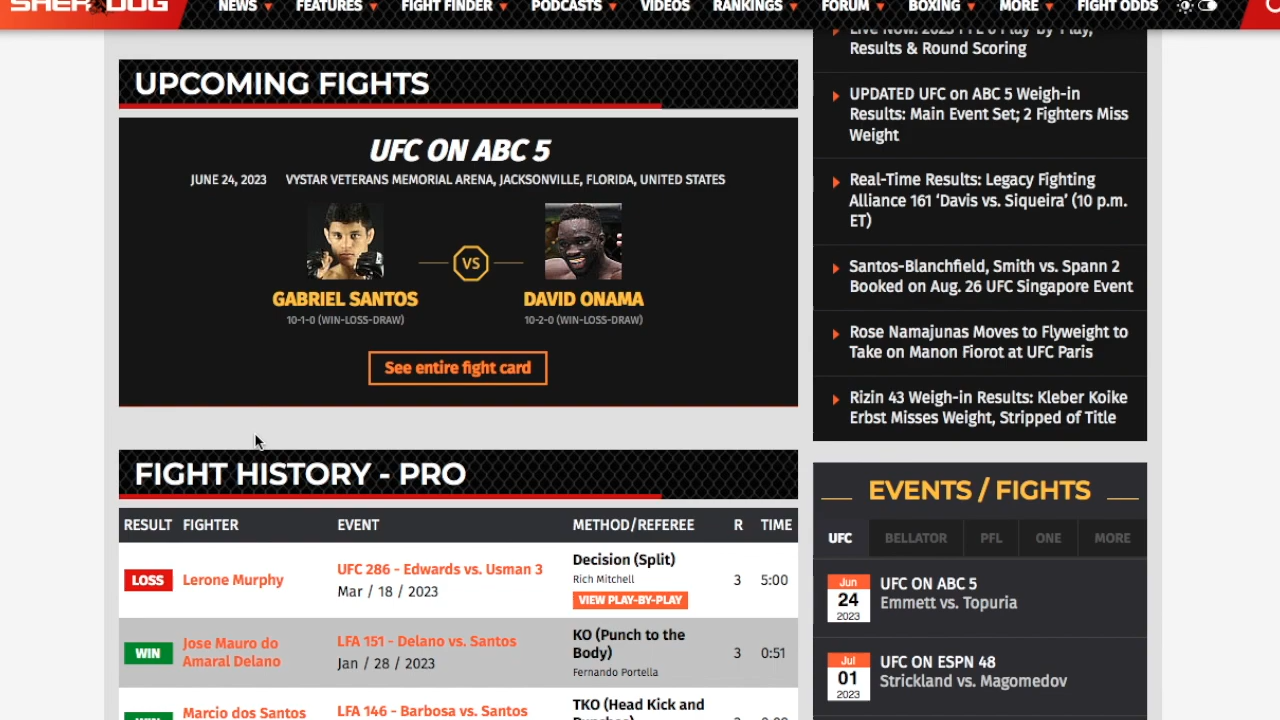 SHERDOG
NEWS FEATURES FIGHT FINDER PODCASTS VIDEOS RANKINGS FORUM BOXING MORE FIGHT ODDS
UPCOMING FIGHTS
UFC ON ABC 5
JUNE 24, 2023 VYSTAR VETERANS MEMORIAL ARENA, JACKSONVILLE, FLORIDA, UNITED STATES
VS
GABRIEL SANTOS DAVID ONAMA
10-1-0 (WIN-LOSS-DRAW) 10-2-0 (WIN-LOSS-DRAW)
See entire fight card
FIGHT HISTORY - PRO
RESULT FIGHTER EVENT METHOD/REFEREE R TIME
LOSS Lerone Murphy UFC 286 - Edwards vs. Usman 3
Mar / 18 / 2023
Decision (Split)
Rich Mitchell
VIEW PLAY-BY-PLAY
3 5:00
WIN Jose Mauro do
Amaral Delano
LFA 151 - Delano vs. Santos
Jan / 28 / 2023
KO (Punch to the
Body)
Fernando Portella
3 0:51
Marcio dos Santos LFA 146 - Barbosa vs. Santos
TKO (Head Kick and
Live Now: 2023 PFL 6 Play-By-Play,
Results & Round Scoring
UPDATED UFC on ABC 5 Weigh-in
Results: Main Event Set; 2 Fighters Miss
Weight
Real-Time Results: Legacy Fighting
Alliance 161 ‘Davis vs. Siqueira’ (10 p.m.
ET)
Santos-Blanchfield, Smith vs. Spann 2
Booked on Aug. 26 UFC Singapore Event
Rose Namajunas Moves to Flyweight to
Take on Manon Fiorot at UFC Paris
Rizin 43 Weigh-in Results: Kleber Koike
Erbst Misses Weight, Stripped of Title
EVENTS / FIGHTS
UFC BELLATOR PFL ONE MORE
Jun
24
2023
UFC ON ABC 5
Emmett vs. Topuria
Jul
01
2023
UFC ON ESPN 48
Strickland vs. Magomedov